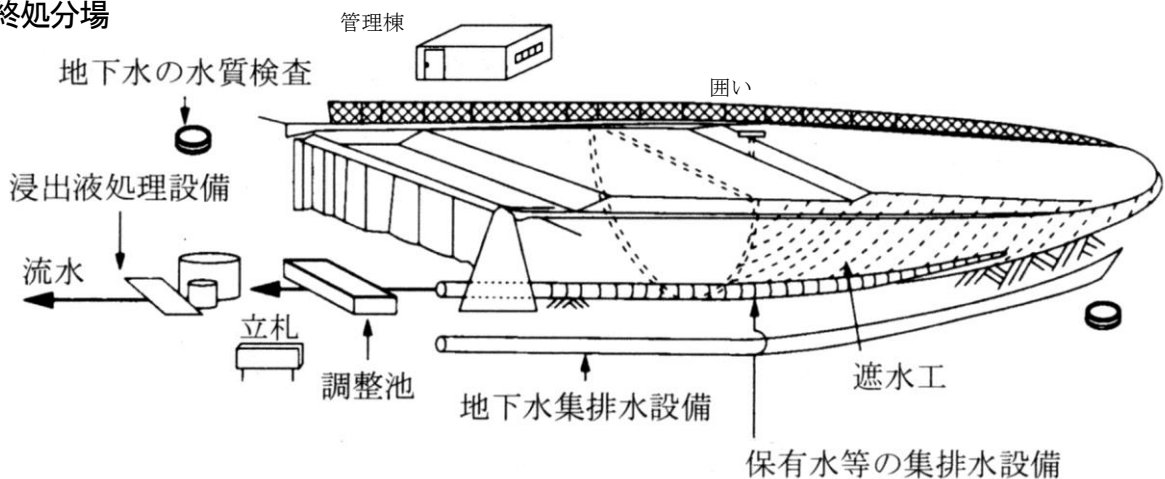 終処分場
管理棟
地下水の水質検査
囲い
浸出液処理設備
流水
立札
調整池
地下水集排水設備
遮水工
保有水等の集排水設備